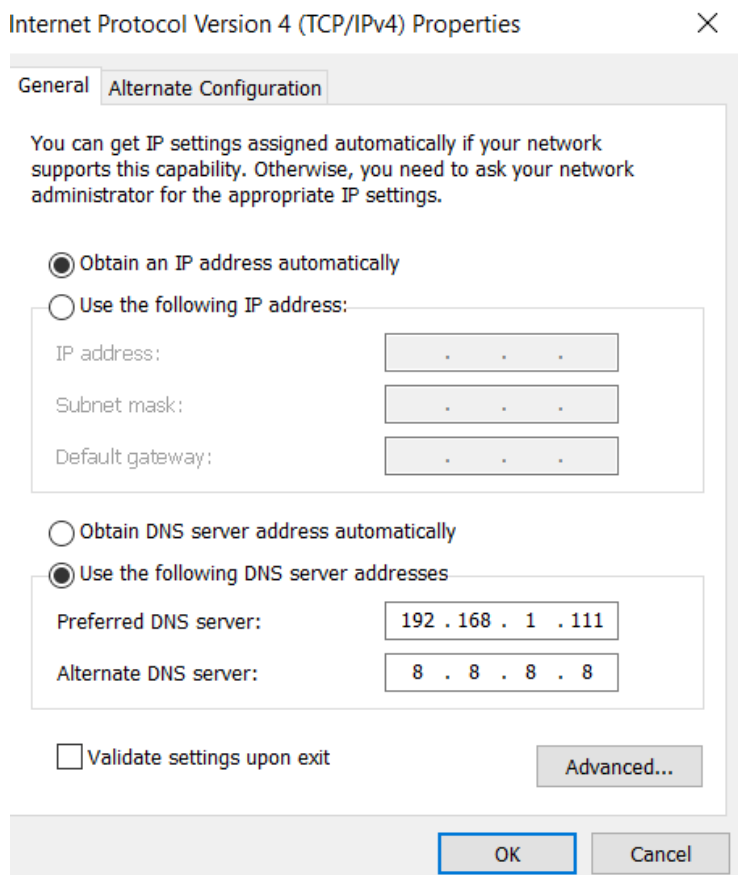 Internet Protocol Version 4 (TCP/IPv4) Properties
General
Alternate Configuration
You can get IP settings assigned automatically if your network
supports this capability. Otherwise, you need to ask your network
administrator for the appropriate IP settings.
Obtain an IP address automatically
Use the following IP address:
IP address:
. . .
Subnet mask:
. . .
Default gateway:
. . .
Obtain DNS server address automatically
Use the following DNS server addresses
Preferred DNS server:
192 . 168 . 1 . 111
Alternate DNS server:
8 . 8 . 8 . 8
Validate settings upon exit
Advanced...
OK
Cancel